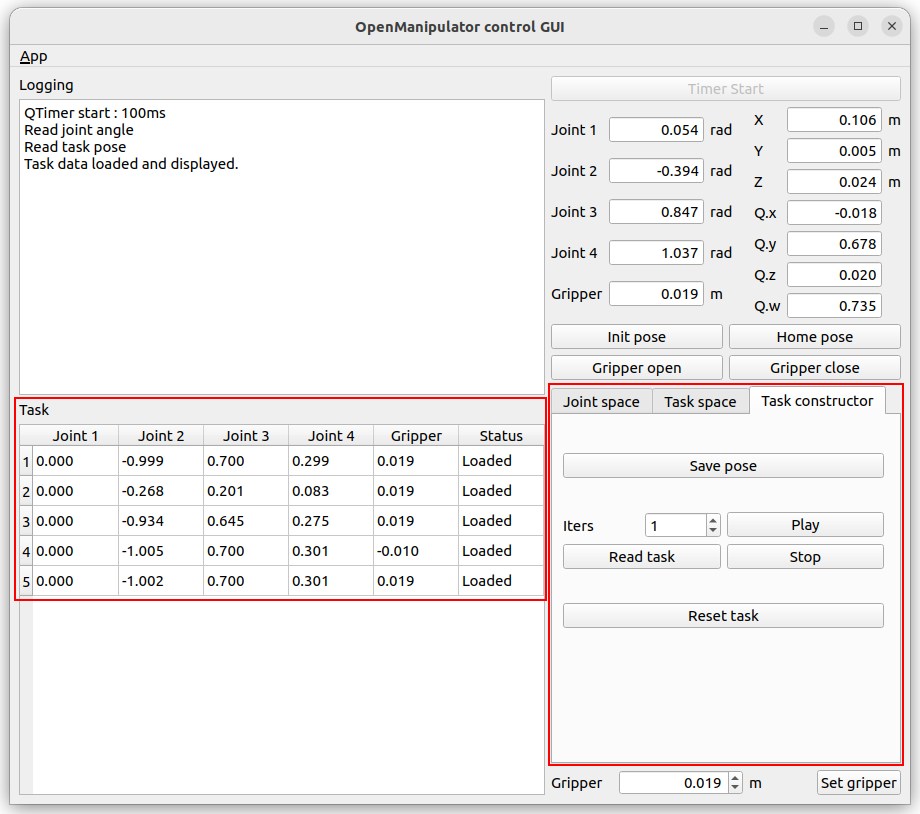 OpenManipulator control GUI
App
Logging
QTimer start : 100ms
Read joint angle
Read task pose
Task data loaded and displayed.
Timer Start
Joint 1 0.054 rad
Joint 2 -0.394 rad
Joint 3 0.847 rad
Joint 4 1.037 rad
Gripper 0.019 m
X 0.106 m
Y 0.005 m
Z 0.024 m
Q.x -0.018
Q.y 0.678
Q.z 0.020
Q.w 0.735
Init pose Home pose
Gripper open Gripper close
Task
Joint 1 Joint 2 Joint 3 Joint 4 Gripper Status
1 0.000 -0.999 0.700 0.299 0.019 Loaded
2 0.000 -0.268 0.201 0.083 0.019 Loaded
3 0.000 -0.934 0.645 0.275 0.019 Loaded
4 0.000 -1.005 0.700 0.301 -0.010 Loaded
5 0.000 -1.002 0.700 0.301 0.019 Loaded
Joint space Task space Task constructor
Save pose
Iters 1 Play
Read task Stop
Reset task
Gripper 0.019 m Set gripper